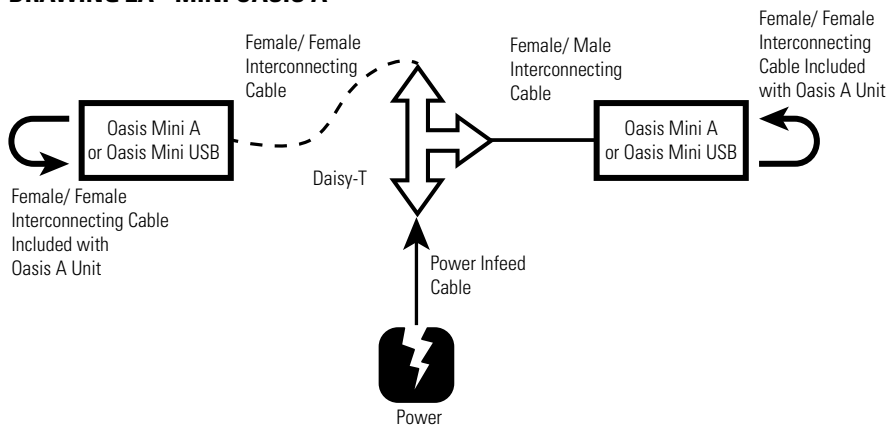 DRAWING 2A - MINI OASIS A
Female/ Female
Interconnecting
Cable
Female/ Male
Interconnecting
Cable
Female/ Female
Interconnecting
Cable Included
with Oasis A Unit
Oasis Mini A
or Oasis Mini USB
Oasis Mini A
or Oasis Mini USB
Daisy-T
Female/ Female
Interconnecting Cable
Included with
Oasis A Unit
Power Infeed
Cable
Power